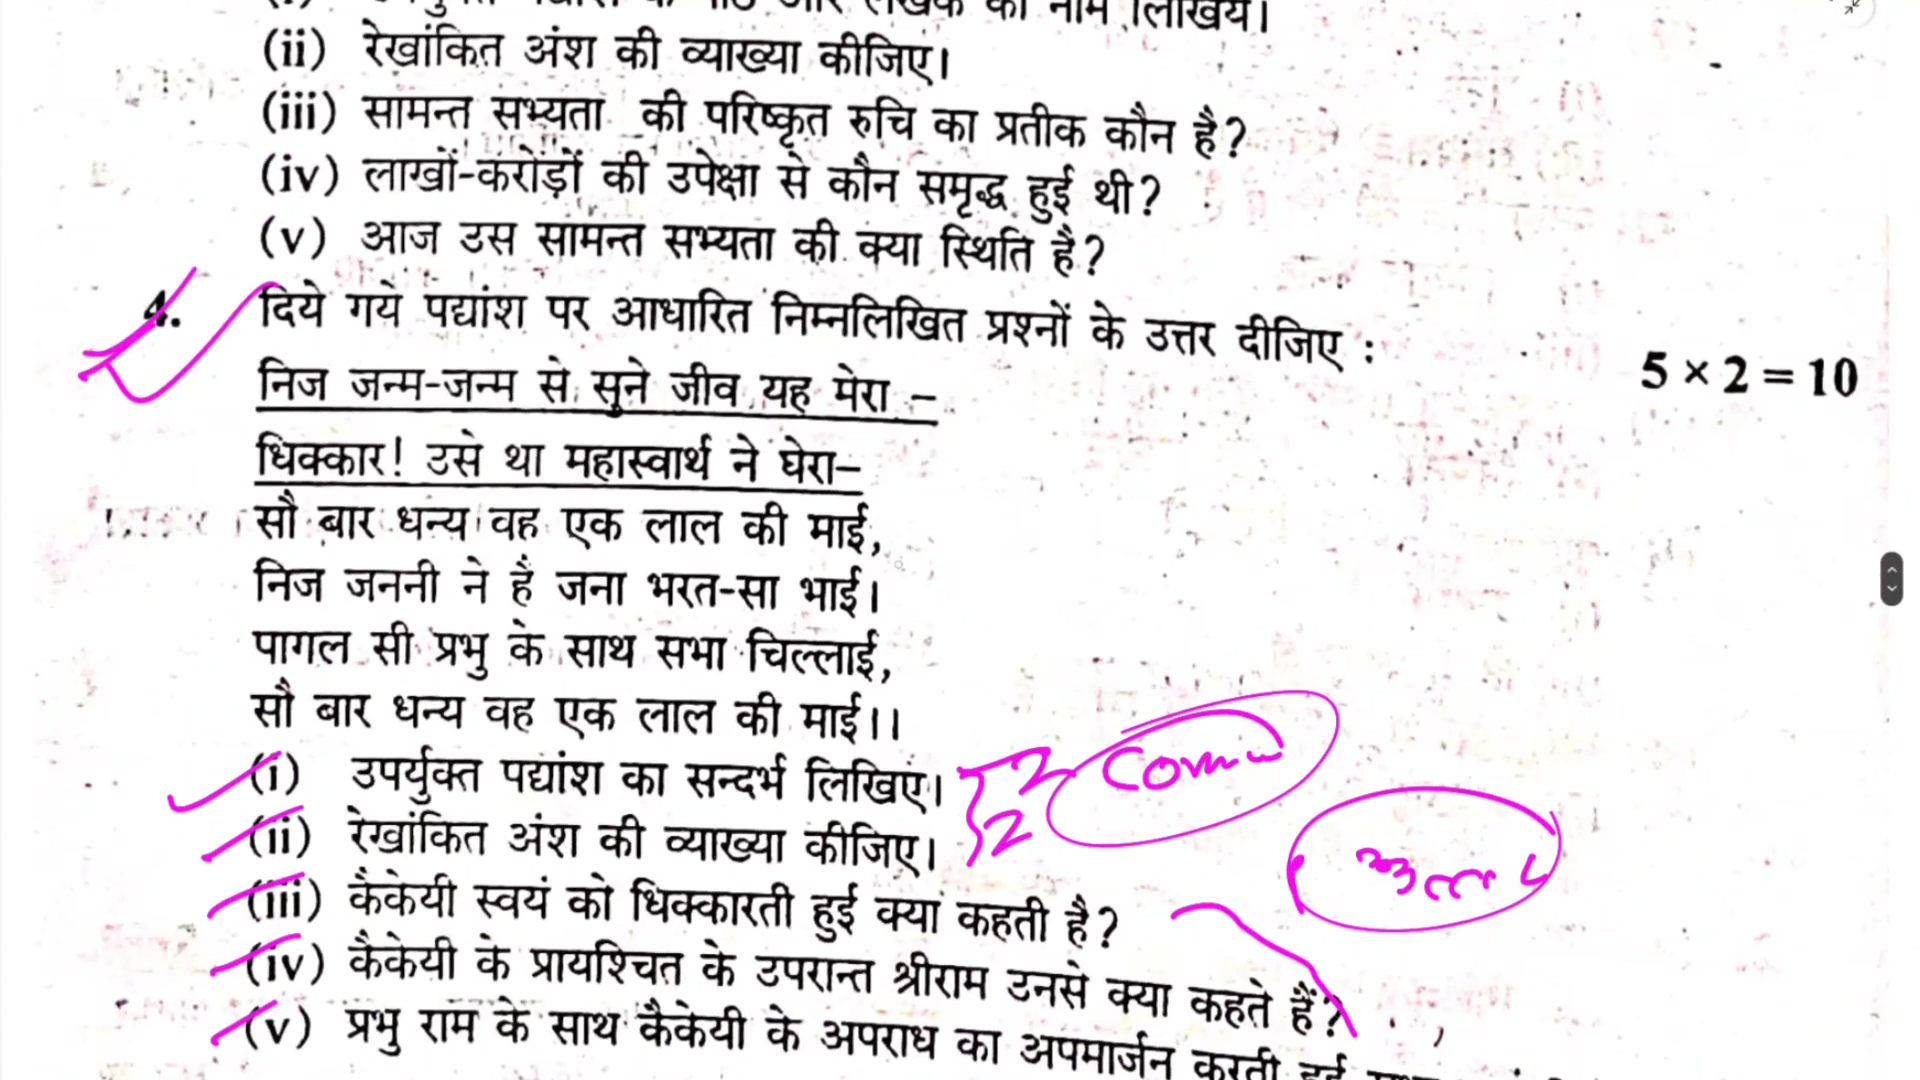 (ii) रेखांकित अंश की व्याख्या कीजिए।
(iii) सामन्त सभ्यता की परिष्कृत रुचि का प्रतीक कौन है?
(iv) लाखों-करोड़ों की उपेक्षा से कौन समृद्ध हुई थी?
(v) आज उस सामन्त सभ्यता की क्या स्थिति है?
4. दिये गये पद्यांश पर आधारित निम्नलिखित प्रश्नों के उत्तर दीजिए :
5 × 2 = 10
निज जन्म-जन्म से सुने जीव यह मेरा –
धिक्कार! उसे था महास्वार्थ ने घेरा–
सौ बार धन्य वह एक लाल की माई,
निज जननी ने है जना भरत-सा भाई।
पागल सी प्रभु के साथ सभा चिल्लाई,
सौ बार धन्य वह एक लाल की माई।।
(i) उपर्युक्त पद्यांश का सन्दर्भ लिखिए। 2
(ii) रेखांकित अंश की व्याख्या कीजिए। 2
(iii) कैकेयी स्वयं को धिक्कारती हुई क्या कहती है?
(iv) कैकेयी के प्रायश्चित के उपरान्त श्रीराम उनसे क्या कहते हैं?
(v) प्रभु राम के साथ कैकेयी के अपराध का अपमार्जन करती हुई